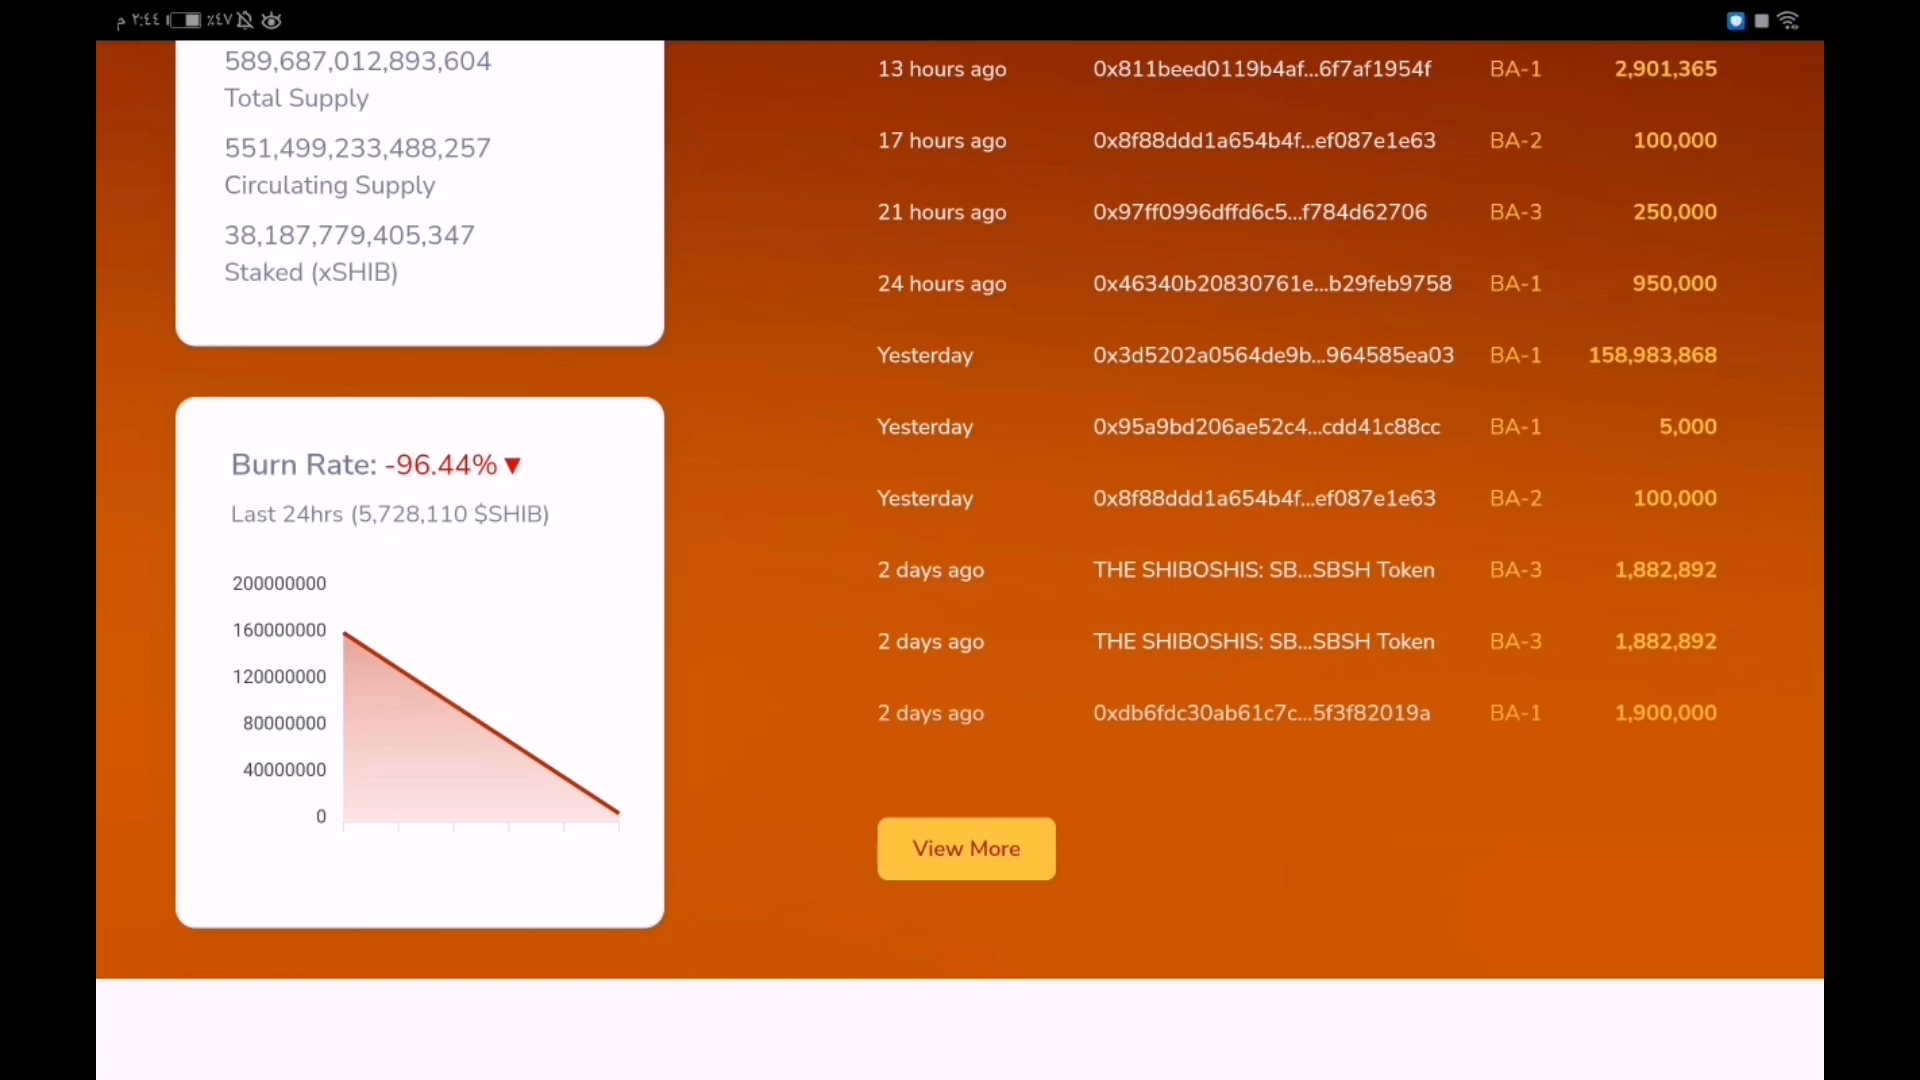 م ٢:٤٤ ٪٤٧
589,687,012,893,604
Total Supply
551,499,233,488,257
Circulating Supply
38,187,779,405,347
Staked (xSHIB)
Burn Rate: -96.44%▼
Last 24hrs (5,728,110 $SHIB)
200000000
160000000
120000000
80000000
40000000
0
13 hours ago 0x811beed0119b4af...6f7af1954f BA-1 2,901,365
17 hours ago 0x8f88ddd1a654b4f...ef087e1e63 BA-2 100,000
21 hours ago 0x97ff0996dffd6c5...f784d62706 BA-3 250,000
24 hours ago 0x46340b20830761e...b29feb9758 BA-1 950,000
Yesterday 0x3d5202a0564de9b...964585ea03 BA-1 158,983,868
Yesterday 0x95a9bd206ae52c4...cdd41c88cc BA-1 5,000
Yesterday 0x8f88ddd1a654b4f...ef087e1e63 BA-2 100,000
2 days ago THE SHIBOSHIS: SB...SBSH Token BA-3 1,882,892
2 days ago THE SHIBOSHIS: SB...SBSH Token BA-3 1,882,892
2 days ago 0xdb6fdc30ab61c7c...5f3f82019a BA-1 1,900,000
View More